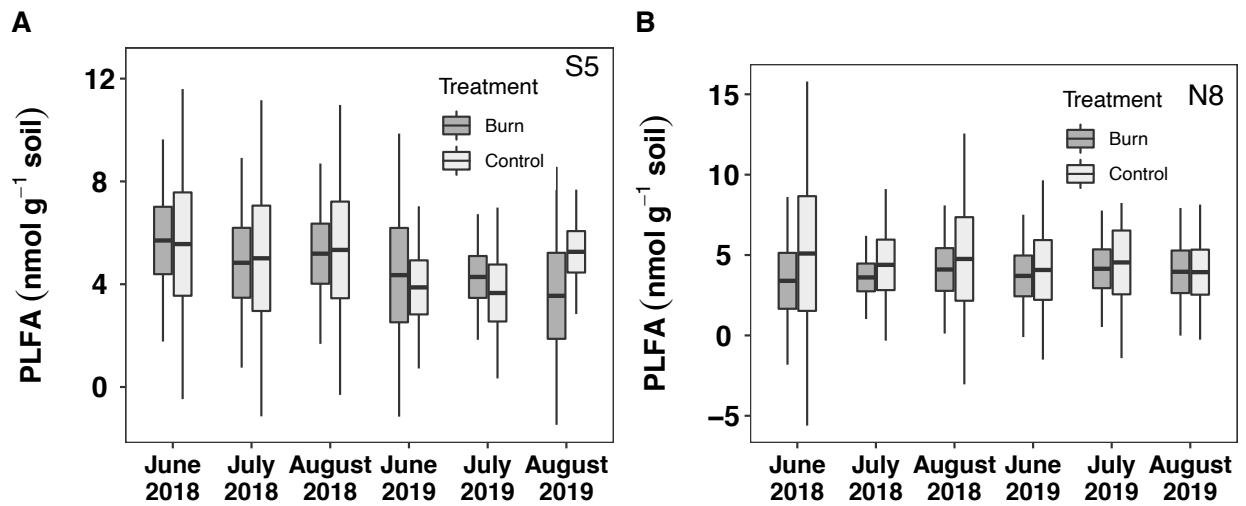 A
PLFA (nmol g⁻¹ soil)
12
8
4
0
S5
Treatment
Burn
Control
June
2018
July
2018
August
2018
June
2019
July
2019
August
2019
B
PLFA (nmol g⁻¹ soil)
15
10
5
0
−5
N8
Treatment
Burn
Control
June
2018
July
2018
August
2018
June
2019
July
2019
August
2019